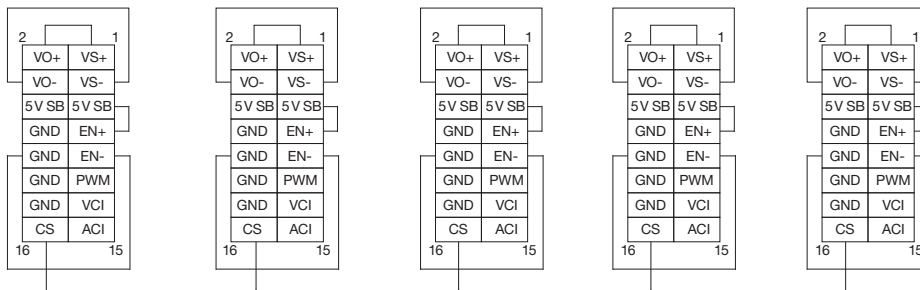 2 1 2 1 2 1 2 1 2 1
VO+ VS+ VO+ VS+ VO+ VS+ VO+ VS+ VO+ VS+
VO- VS- VO- VS- VO- VS- VO- VS- VO- VS-
5V SB 5V SB 5V SB 5V SB 5V SB 5V SB 5V SB 5V SB 5V SB 5V SB
GND EN+ GND EN+ GND EN+ GND EN+ GND EN+
GND EN- GND EN- GND EN- GND EN- GND EN-
GND PWM GND PWM GND PWM GND PWM GND PWM
GND VCI GND VCI GND VCI GND VCI GND VCI
CS ACI CS ACI CS ACI CS ACI CS ACI
16 15 16 15 16 15 16 15 16 15